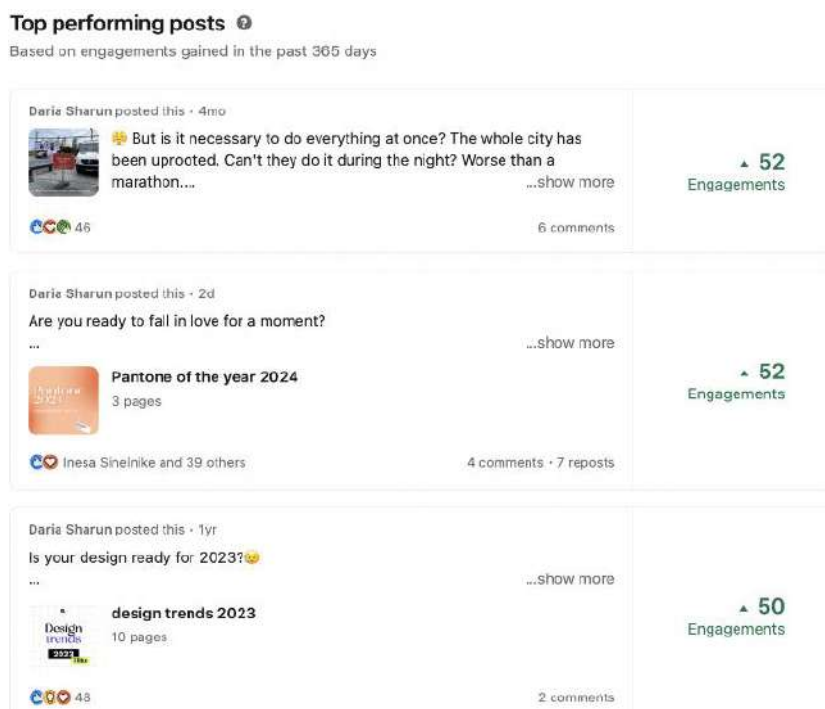 Top performing posts
Based on engagements gained in the past 365 days
Daria Sharun posted this • 4mo
But is it necessary to do everything at once? The whole city has
been uprooted. Can't they do it during the night? Worse than a
marathon....
...show more
46
6 comments
▲ 52
Engagements
Daria Sharun posted this • 2d
Are you ready to fall in love for a moment?
...
...show more
Pantone of the year 2024
3 pages
Inesa Sinelnike and 39 others
4 comments • 7 reposts
▲ 52
Engagements
Daria Sharun posted this • 1yr
Is your design ready for 2023?
...
...show more
Design
trends
2023
design trends 2023
10 pages
48
2 comments
▲ 50
Engagements